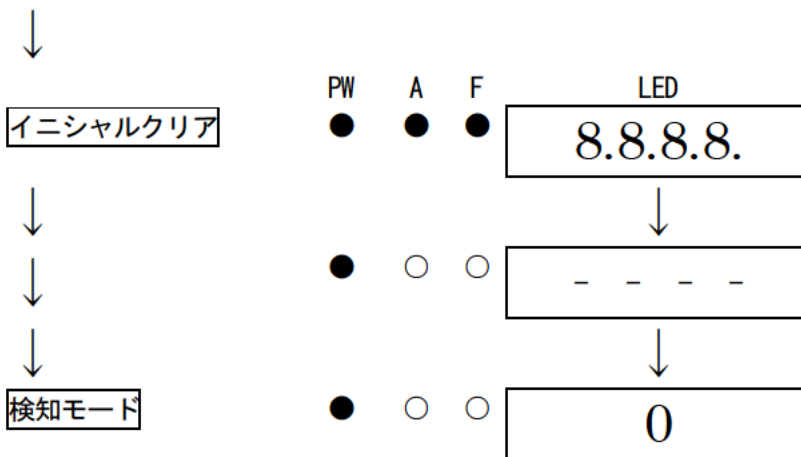 ↓
PW A F LED
イニシャルクリア ● ● ● 8.8.8.8.
↓ ↓
↓ ● ○ ○ - - - -
↓ ↓
検知モード ● ○ ○ 0